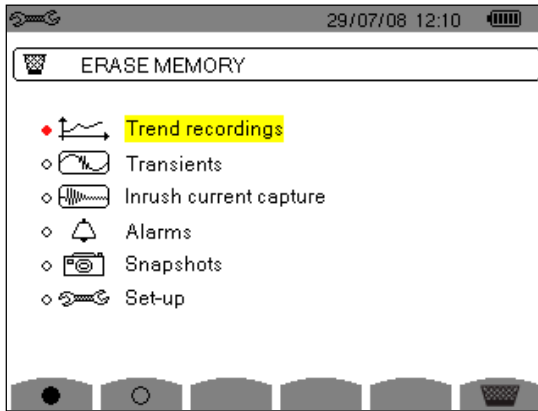 29/07/08 12:10
ERASE MEMORY
Trend recordings
Transients
Inrush current capture
Alarms
Snapshots
Set-up